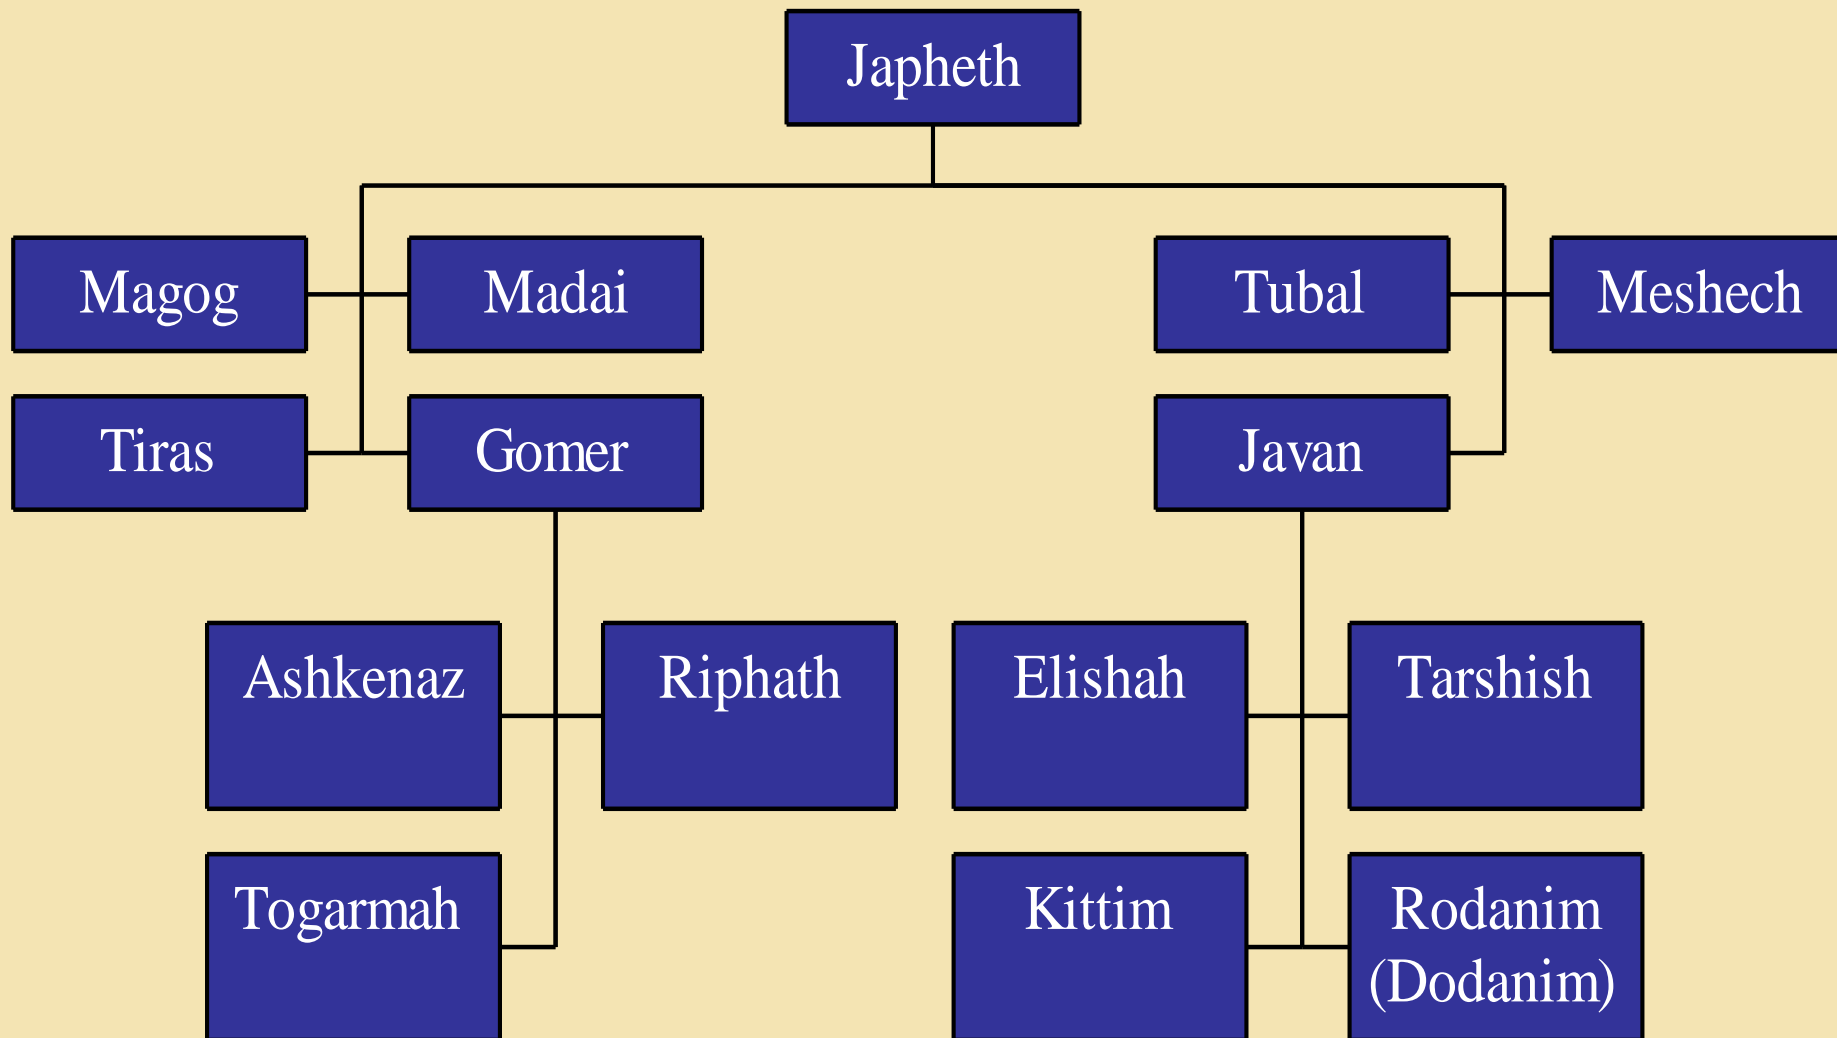 Japheth
Magog
Madai
Tubal
Meshech
Tiras
Gomer
Javan
Ashkenaz
Riphath
Elishah
Tarshish
Togarmah
Kittim
Rodanim
(Dodanim)